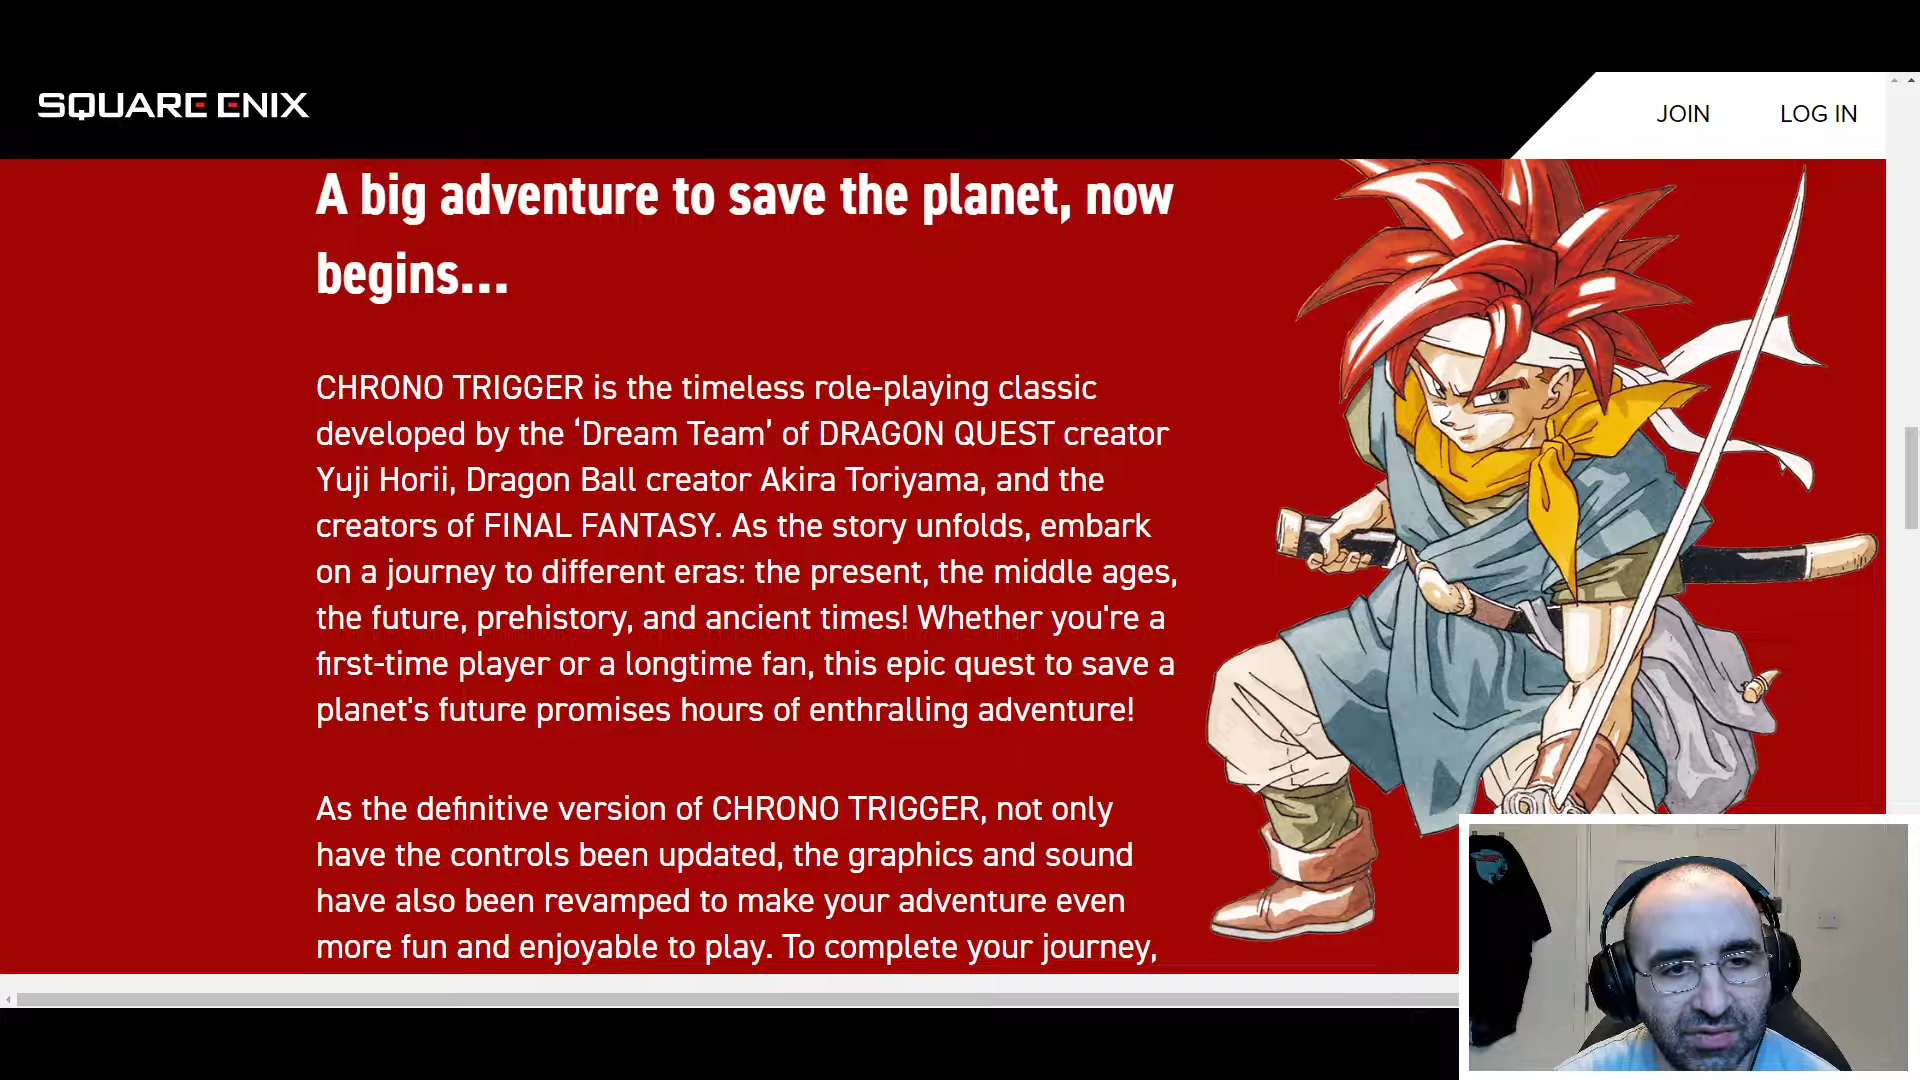 SQUARE ENIX
JOIN
LOG IN
A big adventure to save the planet, now
begins...
CHRONO TRIGGER is the timeless role-playing classic
developed by the ‘Dream Team’ of DRAGON QUEST creator
Yuji Horii, Dragon Ball creator Akira Toriyama, and the
creators of FINAL FANTASY. As the story unfolds, embark
on a journey to different eras: the present, the middle ages,
the future, prehistory, and ancient times! Whether you're a
first-time player or a longtime fan, this epic quest to save a
planet's future promises hours of enthralling adventure!
As the definitive version of CHRONO TRIGGER, not only
have the controls been updated, the graphics and sound
have also been revamped to make your adventure even
more fun and enjoyable to play. To complete your journey,